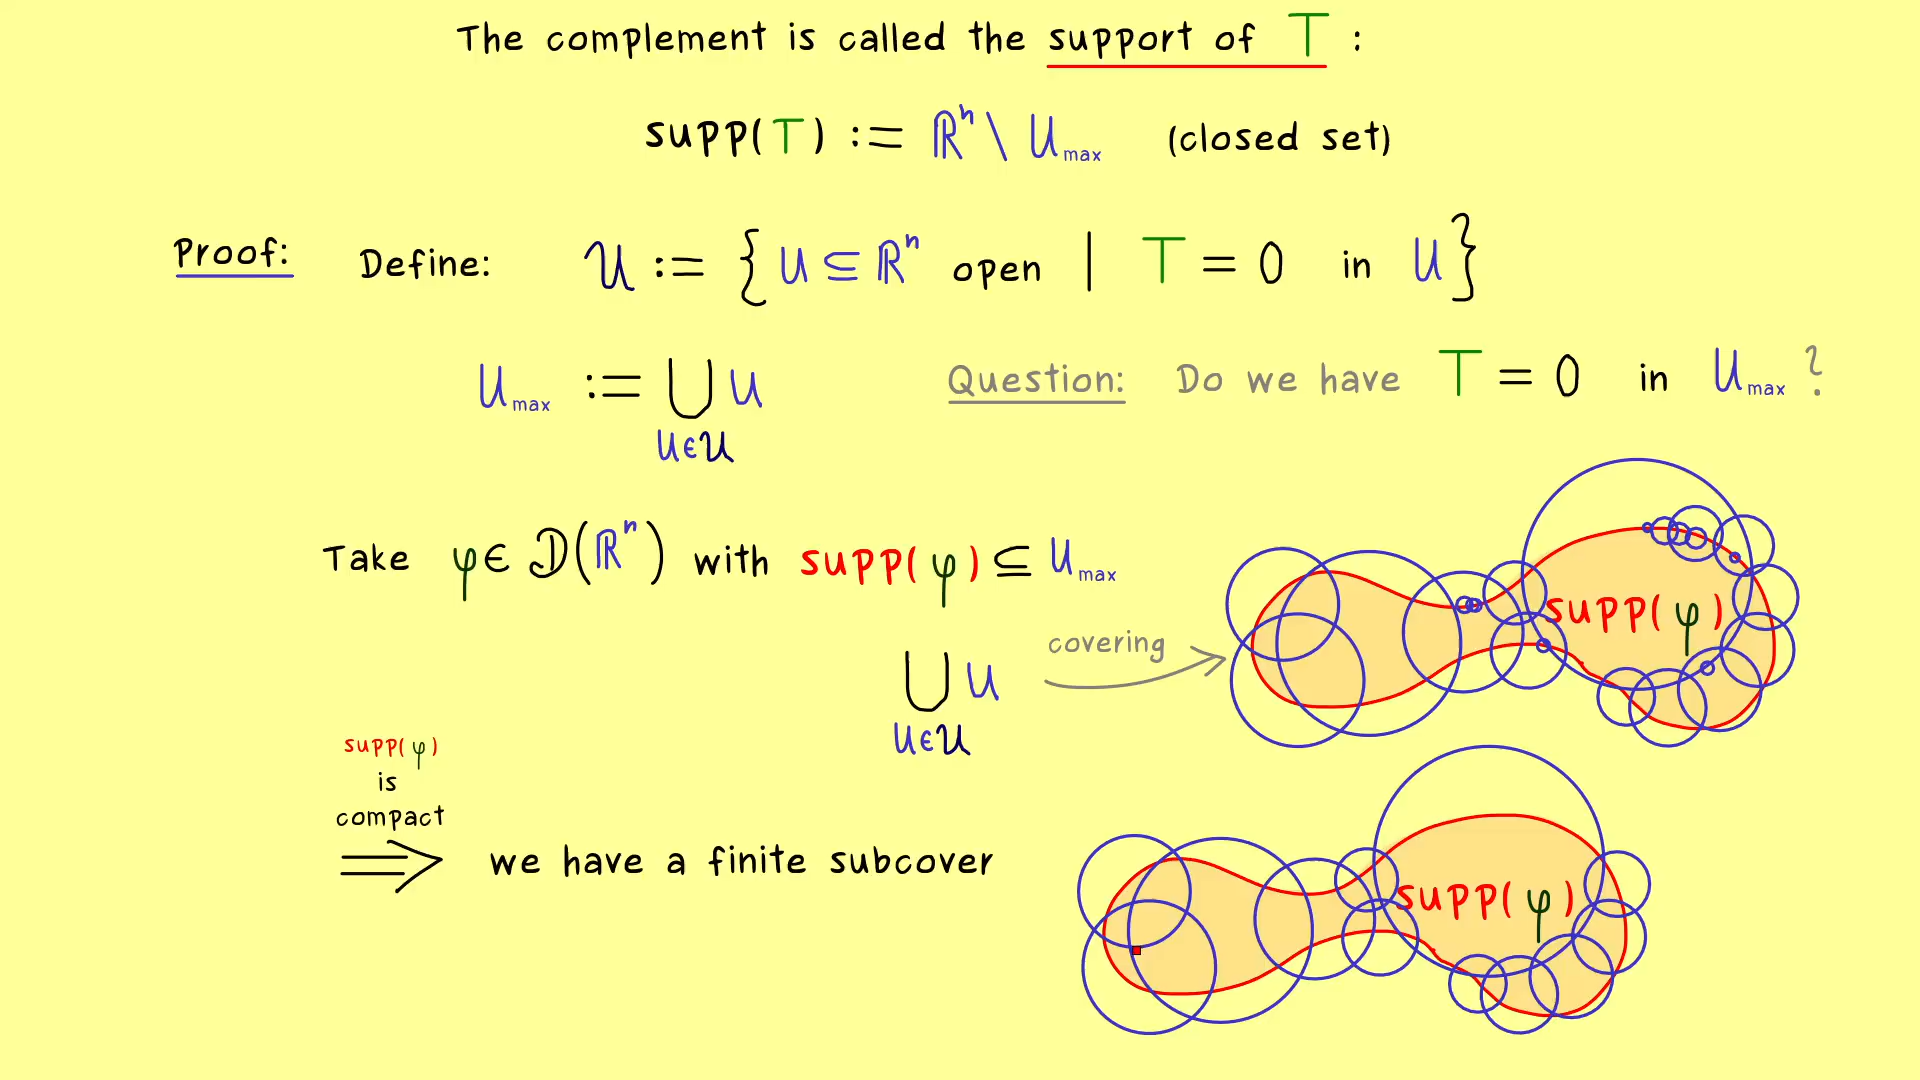 The complement is called the support of T :
supp(T) := ℝⁿ \ U_max (closed set)
Proof: Define: 𝒰 := { U ⊆ ℝⁿ open | T = 0 in U }
U_max := ⋃_{U∈𝒰} U Question: Do we have T = 0 in U_max ?
Take φ ∈ 𝒟(ℝⁿ) with supp(φ) ⊆ U_max
supp(φ)
⋃_{U∈𝒰} U covering
supp(φ)
is
compact
⟹ we have a finite subcover
supp(φ)